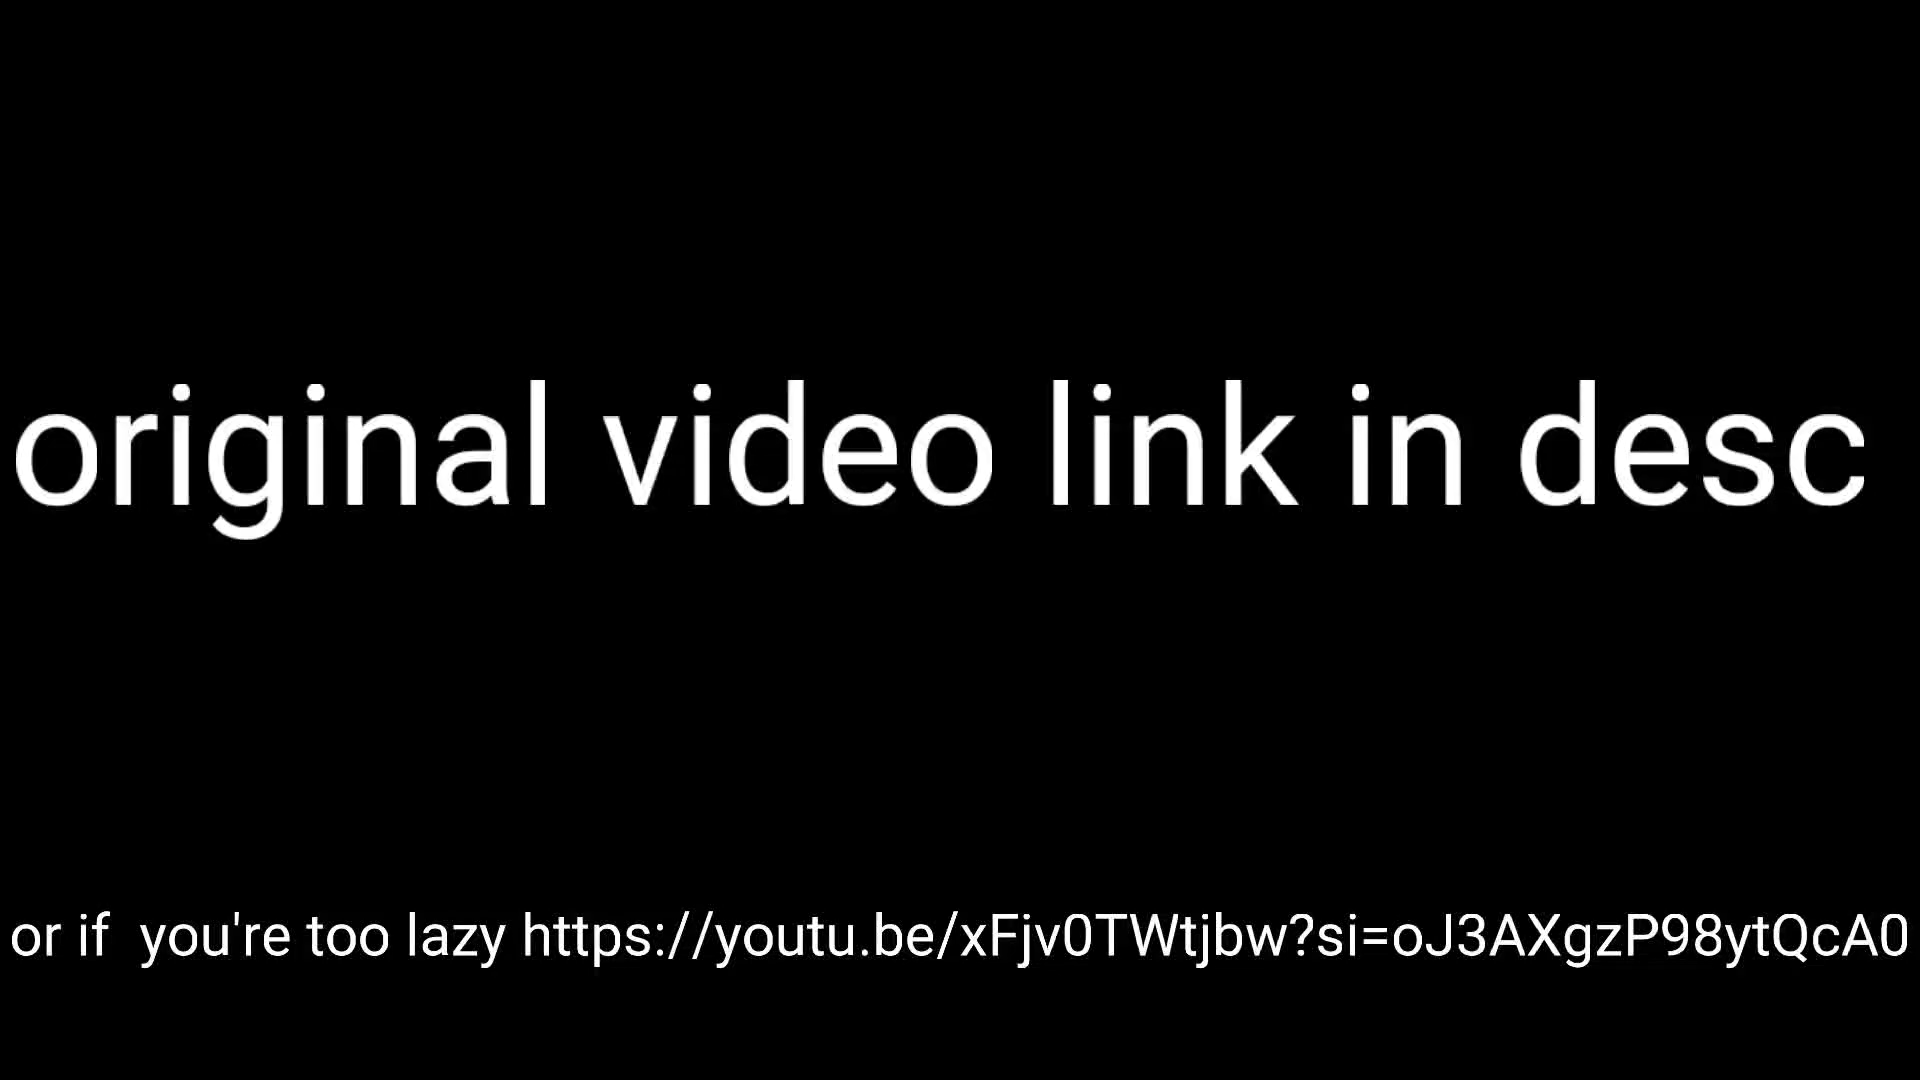 original video link in desc
or if  you're too lazy https://youtu.be/xFjv0TWtjbw?si=oJ3AXgzP98ytQcA0